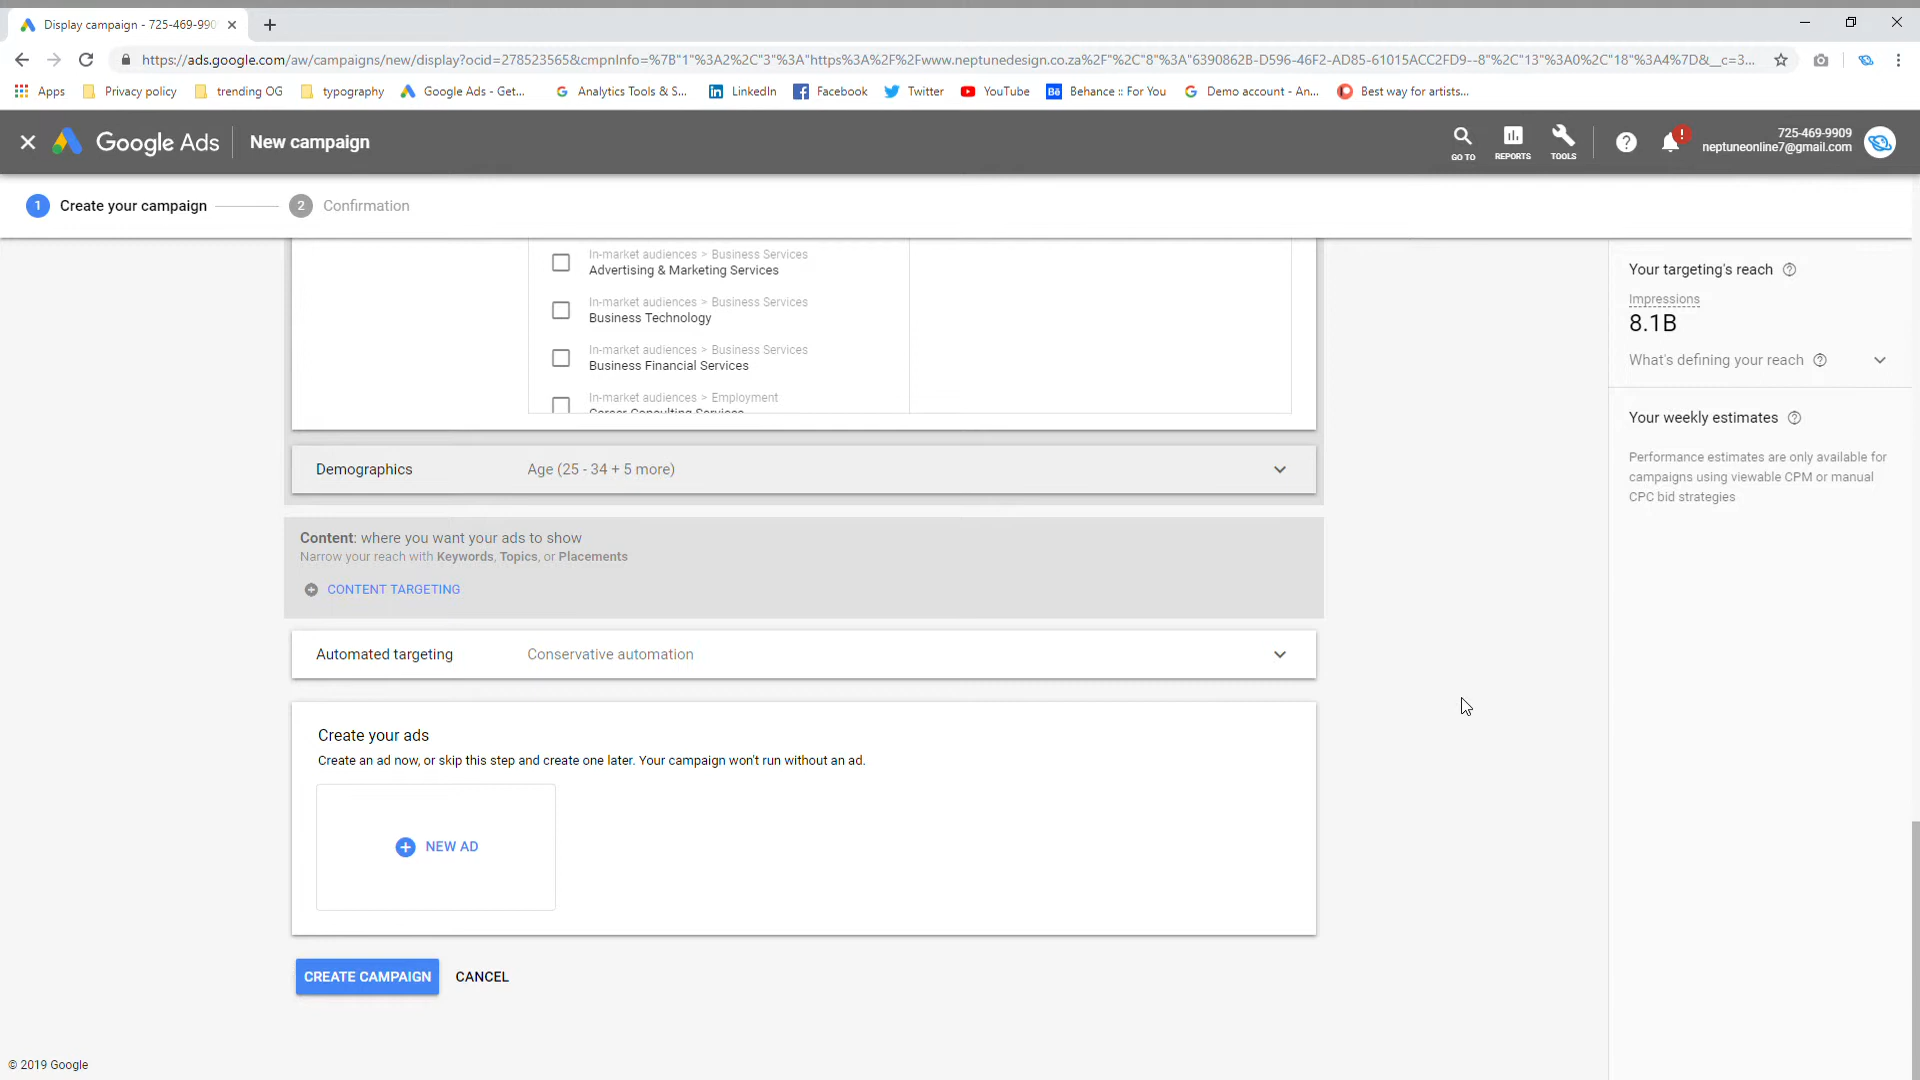 Display campaign - 725-469-990
https://ads.google.com/aw/campaigns/new/display?ocid=278523565&cmpnInfo=%7B"1"%3A2%2C"3"%3A"https%3A%2F%2Fwww.neptunedesign.co.za%2F"%2C"8"%3A"6390862B-D596-46F2-AD85-61015ACC2FD9--8"%2C"13"%3A0%2C"18"%3A4%7D&__c=3...
Apps Privacy policy trending OG typography Google Ads - Get... Analytics Tools & S... LinkedIn Facebook Twitter YouTube Behance :: For You Demo account - An... Best way for artists...
Google Ads New campaign
GO TO REPORTS TOOLS
725-469-9909
neptuneonline7@gmail.com
1 Create your campaign 2 Confirmation
In-market audiences > Business Services
Advertising & Marketing Services
In-market audiences > Business Services
Business Technology
In-market audiences > Business Services
Business Financial Services
In-market audiences > Employment
Career Consulting Services
Demographics Age (25 - 34 + 5 more)
Content: where you want your ads to show
Narrow your reach with Keywords, Topics, or Placements
CONTENT TARGETING
Automated targeting Conservative automation
Create your ads
Create an ad now, or skip this step and create one later. Your campaign won't run without an ad.
NEW AD
CREATE CAMPAIGN CANCEL
Your targeting's reach
Impressions
8.1B
What's defining your reach
Your weekly estimates
Performance estimates are only available for
campaigns using viewable CPM or manual
CPC bid strategies
© 2019 Google